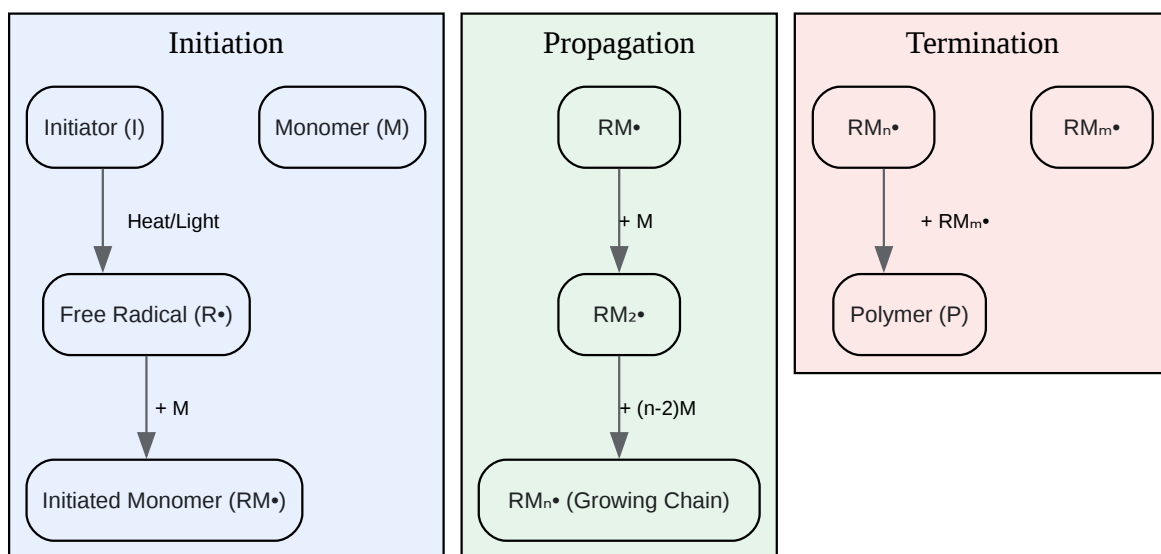 Initiation
Initiator (I)
Monomer (M)
Heat/Light
Free Radical (R•)
+ M
Initiated Monomer (RM•)
Propagation
RM•
+ M
RM₂•
+ (n-2)M
RMₙ• (Growing Chain)
Termination
RMₙ•
RMₘ•
+ RMₘ•
Polymer (P)